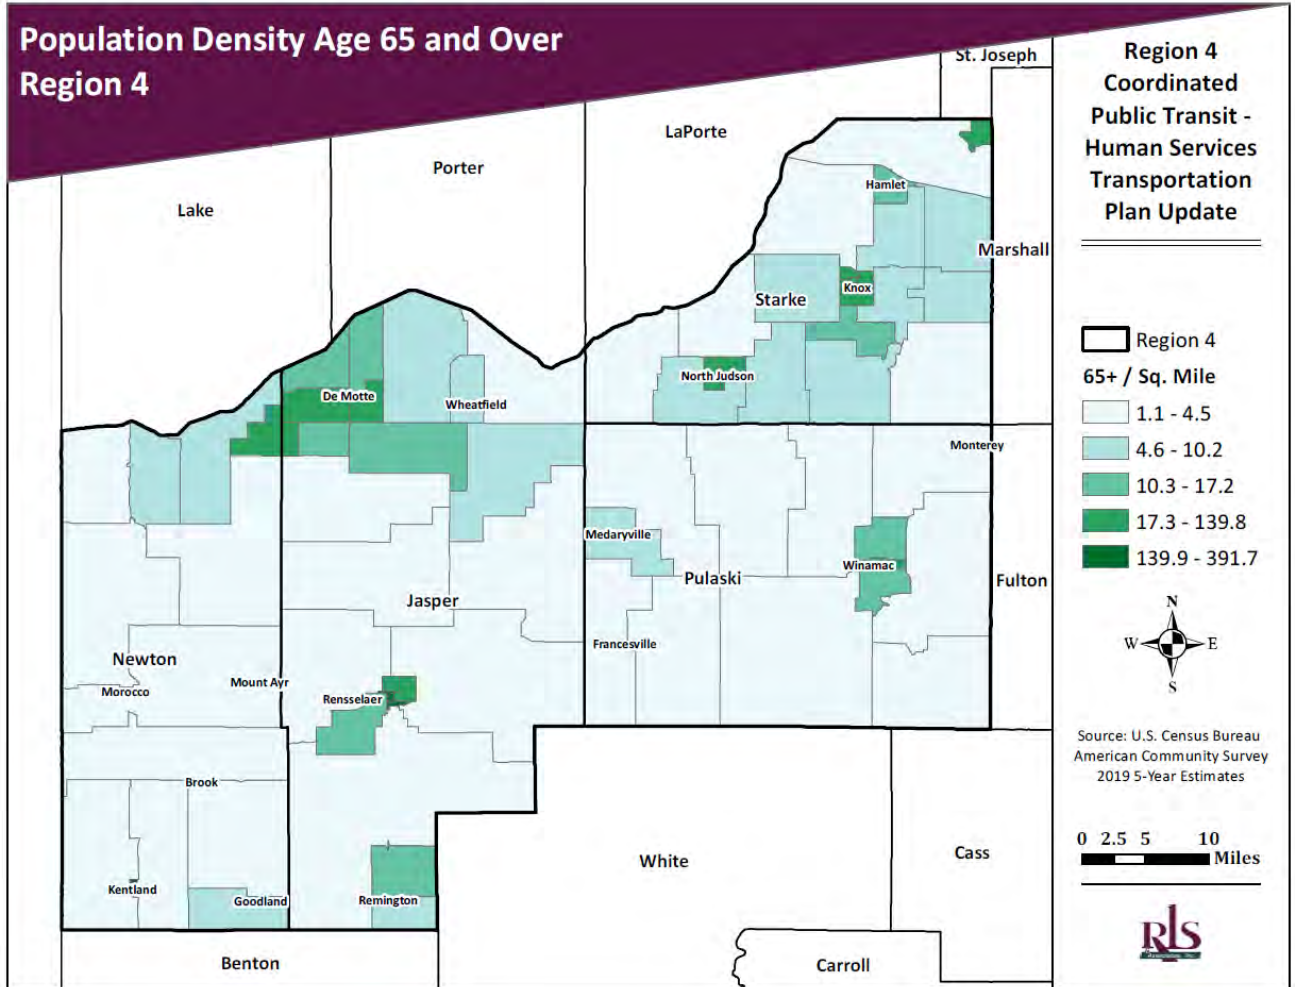 Population Density Age 65 and Over
Region 4
St. Joseph
LaPorte
Porter
Lake
Hamlet
Marshall
Knox
Starke
North Judson
De Motte
Wheatfield
Monterey
Medaryville
Winamac
Pulaski
Fulton
Jasper
Francesville
Newton
Mount Ayr
Morocco
Rensselaer
Brook
White
Cass
Kentland
Goodland
Remington
Benton
Carroll
Region 4
Coordinated
Public Transit -
Human Services
Transportation
Plan Update
Region 4
65+ / Sq. Mile
1.1 - 4.5
4.6 - 10.2
10.3 - 17.2
17.3 - 139.8
139.9 - 391.7
N
W E
S
Source: U.S. Census Bureau
American Community Survey
2019 5-Year Estimates
0 2.5 5 10
Miles
RLS